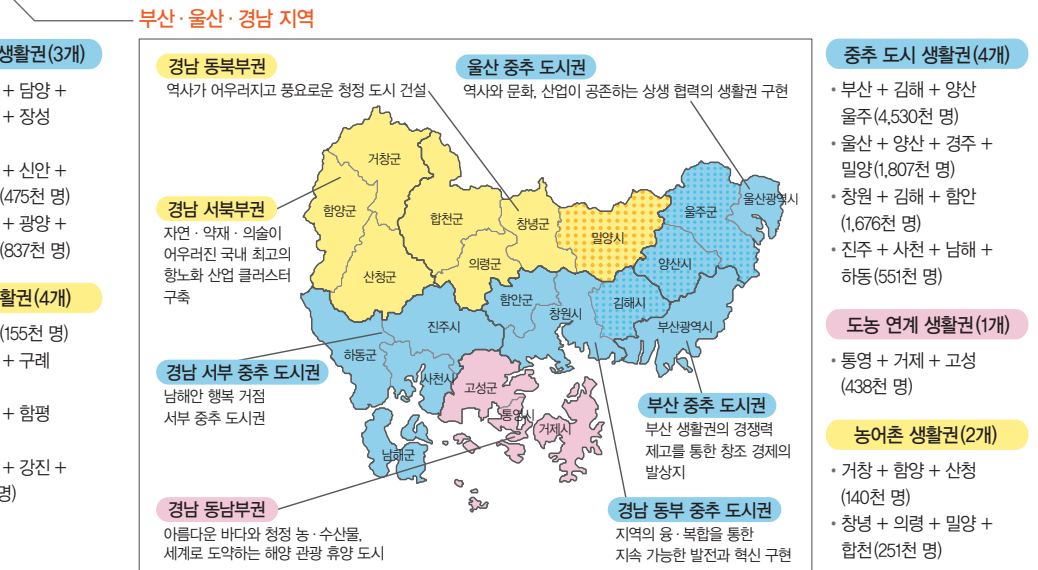 부산 · 울산 · 경남 지역
생활권(3개)
+ 담양 +
+ 장성
+ 신안 +
(475천 명)
+ 광양 +
(837천 명)
활권(4개)
(155천 명)
+ 구례
+ 함평
+ 강진 +
명)
경남 동북부권
역사가 어우러지고 풍요로운 청정 도시 건설
울산 중추 도시권
역사와 문화, 산업이 공존하는 상생 협력의 생활권 구현
경남 서북부권
자연 · 약재 · 의술이
어우러진 국내 최고의
항노화 산업 클러스터
구축
거창군
함양군
합천군
창녕군
산청군
의령군
밀양시
울주군
울산광역시
양산시
김해시
함안군
창원시
부산광역시
진주시
하동군
사천시
고성군
통영시
거제시
남해군
경남 서부 중추 도시권
남해안 행복 거점
서부 중추 도시권
부산 중추 도시권
부산 생활권의 경쟁력
제고를 통한 창조 경제의
발상지
경남 동남부권
아름다운 바다와 청정 농 · 수산물,
세계로 도약하는 해양 관광 휴양 도시
경남 동부 중추 도시권
지역의 융 · 복합을 통한
지속 가능한 발전과 혁신 구현
중추 도시 생활권(4개)
• 부산 + 김해 + 양산
울주(4,530천 명)
• 울산 + 양산 + 경주 +
밀양(1,807천 명)
• 창원 + 김해 + 함안
(1,676천 명)
• 진주 + 사천 + 남해 +
하동(551천 명)
도농 연계 생활권(1개)
• 통영 + 거제 + 고성
(438천 명)
농어촌 생활권(2개)
• 거창 + 함양 + 산청
(140천 명)
• 창녕 + 의령 + 밀양 +
합천(251천 명)